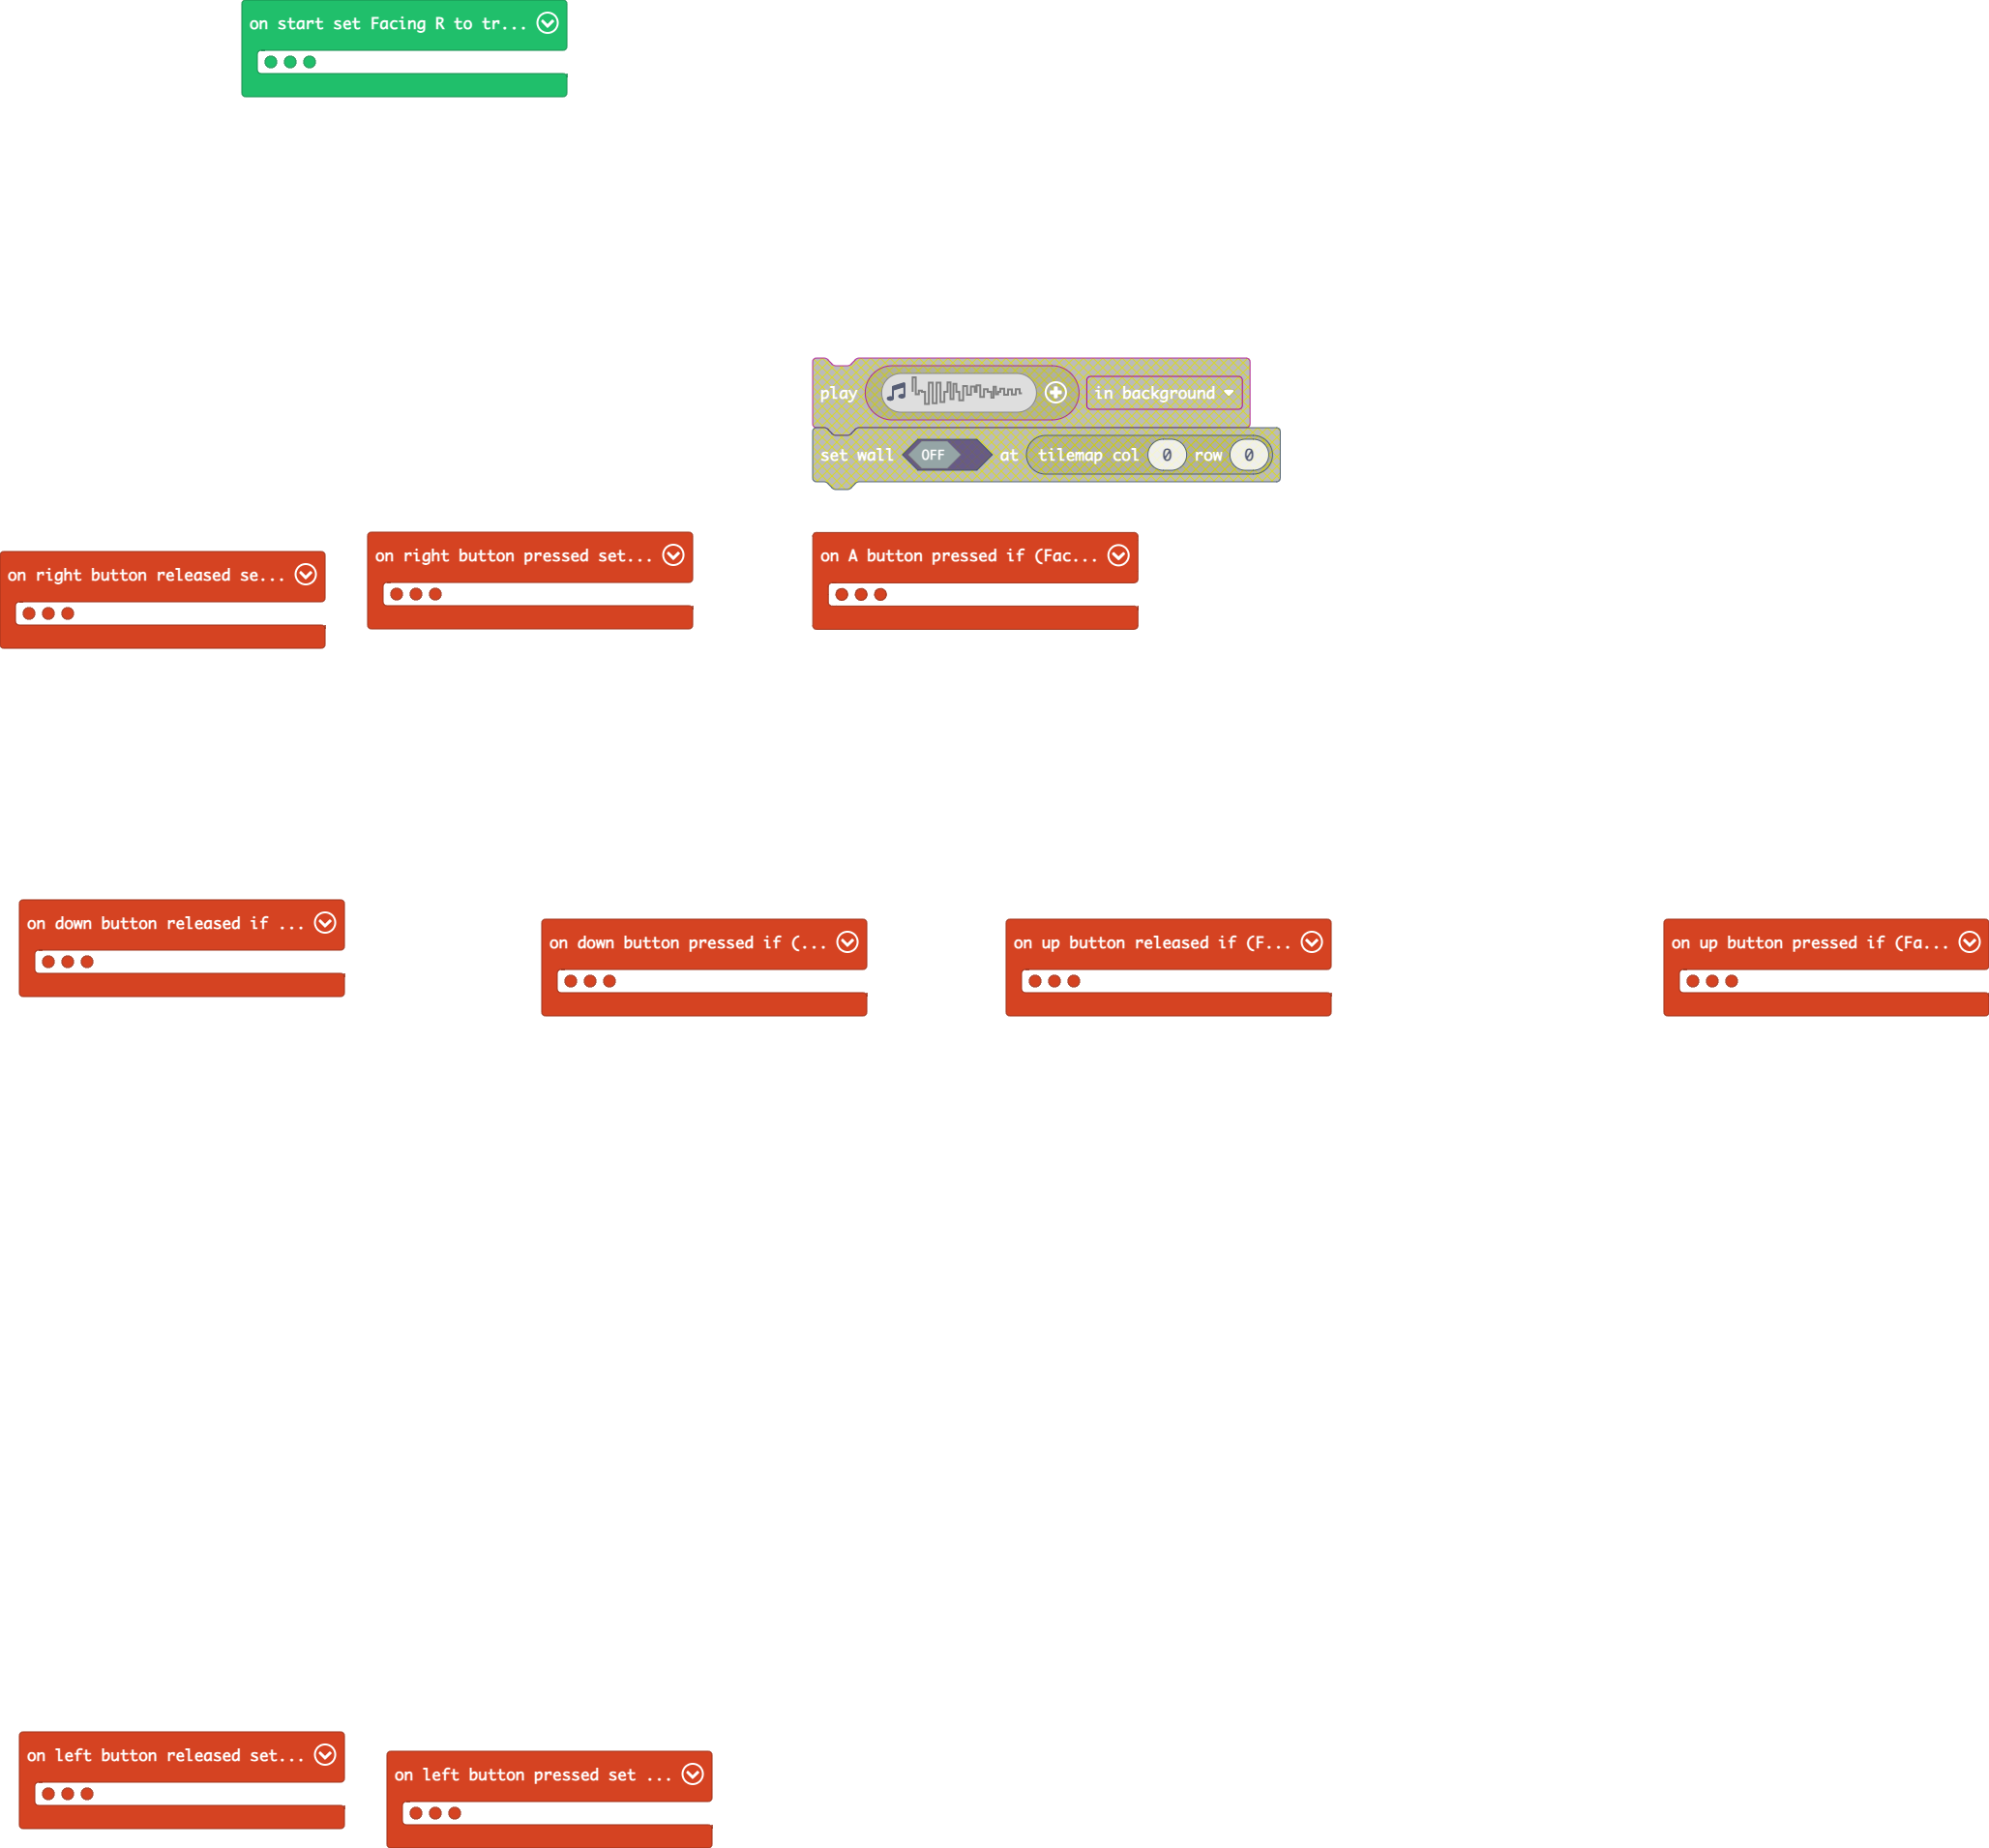 on start set Facing R to tr...
play in background
set wall OFF at tilemap col 0 row 0
on right button released se...
on right button pressed set...
on A button pressed if (Fac...
on down button released if ...
on down button pressed if (...
on up button released if (F...
on up button pressed if (Fa...
on left button released set...
on left button pressed set ...